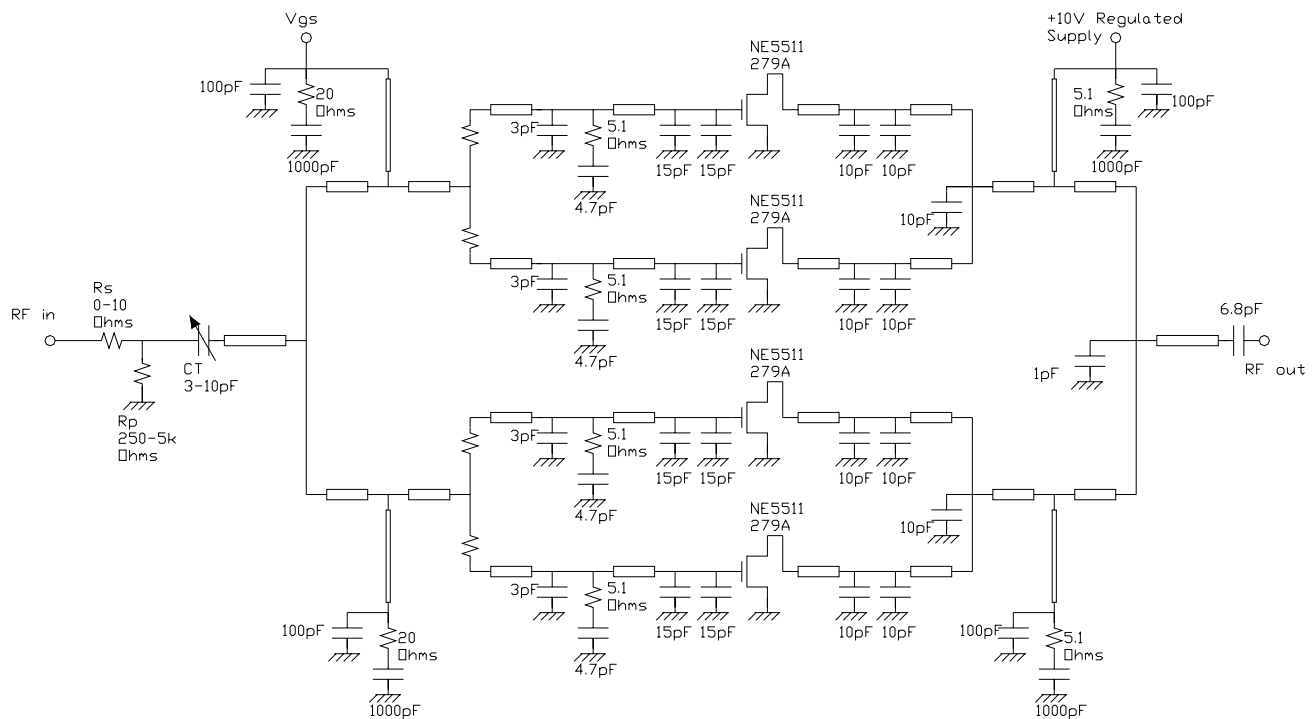 Vgs
+10V Regulated
Supply
NE5511
279A
100pF
20
Ohms
1000pF
3pF
5.1
Ohms
4.7pF
15pF
15pF
10pF
10pF
5.1
Ohms
100pF
1000pF
NE5511
279A
10pF
3pF
5.1
Ohms
4.7pF
15pF
15pF
10pF
10pF
RF in
Rs
0-10
Ohms
CT
3-10pF
Rp
250-5k
Ohms
6.8pF
RF out
1pF
NE5511
279A
3pF
5.1
Ohms
4.7pF
15pF
15pF
10pF
10pF
NE5511
279A
10pF
3pF
5.1
Ohms
4.7pF
15pF
15pF
10pF
10pF
100pF
20
Ohms
1000pF
100pF
5.1
Ohms
1000pF